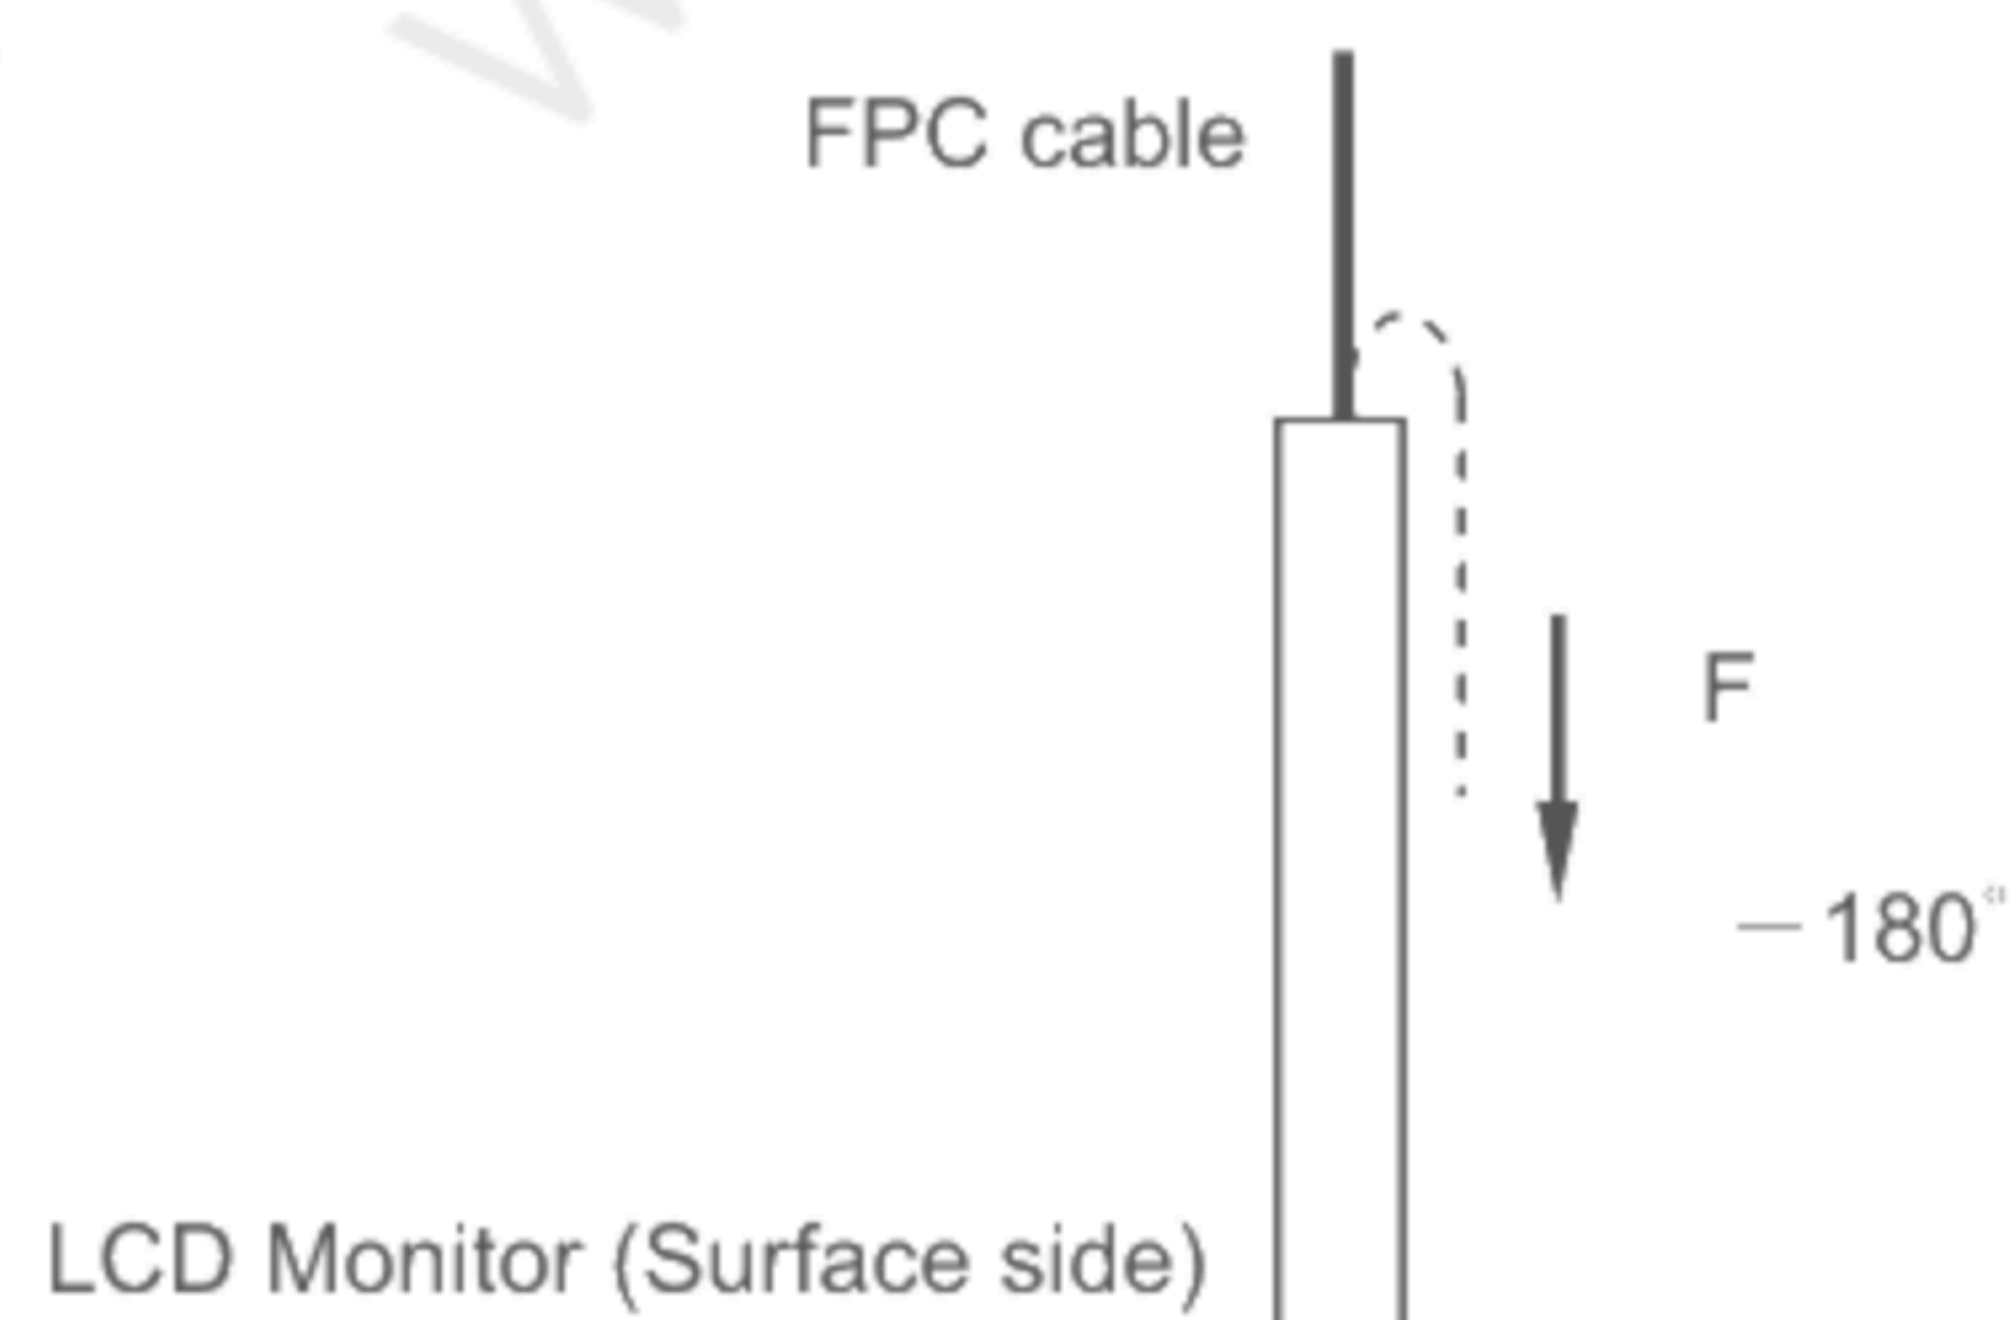 FPC cable
F
— 180°
LCD Monitor (Surface side)